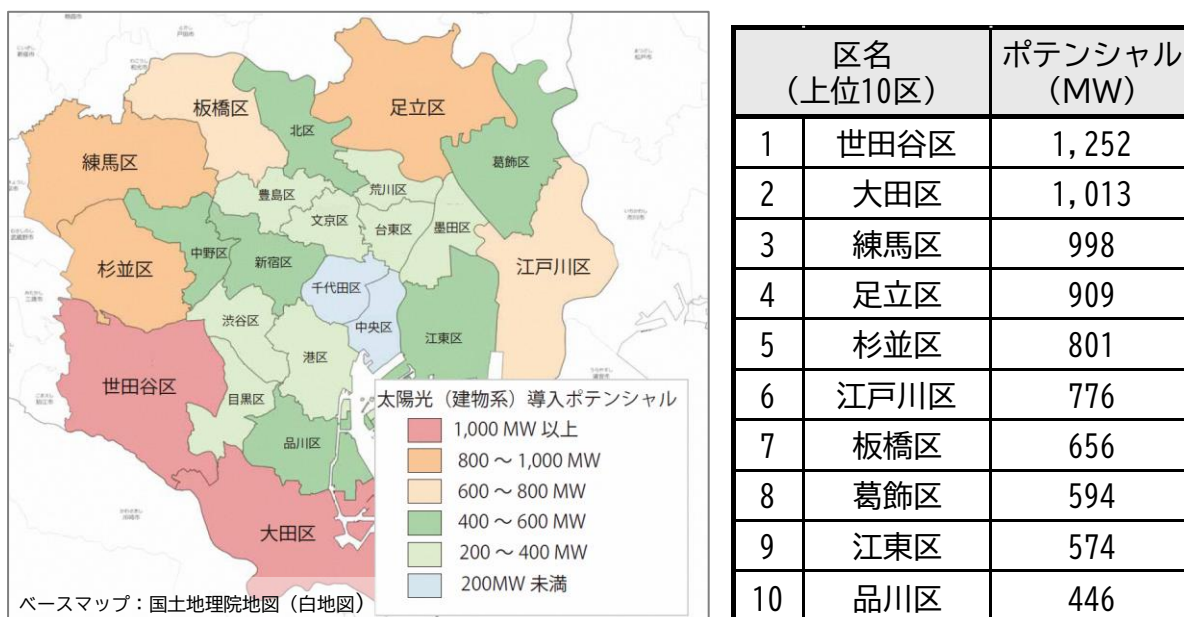 板橋区
足立区
北区
練馬区
葛飾区
豊島区
荒川区
文京区
台東区
墨田区
中野区
新宿区
杉並区
江戸川区
千代田区
渋谷区
中央区
江東区
港区
世田谷区
目黒区
品川区
大田区
太陽光(建物系)導入ポテンシャル
1,000 MW 以上
800 ~ 1,000 MW
600 ~ 800 MW
400 ~ 600 MW
200 ~ 400 MW
200MW 未満
ベースマップ:国土地理院地図(白地図)
区名 ポテンシャル
(上位10区) (MW)
1 世田谷区 1,252
2 大田区 1,013
3 練馬区 998
4 足立区 909
5 杉並区 801
6 江戸川区 776
7 板橋区 656
8 葛飾区 594
9 江東区 574
10 品川区 446